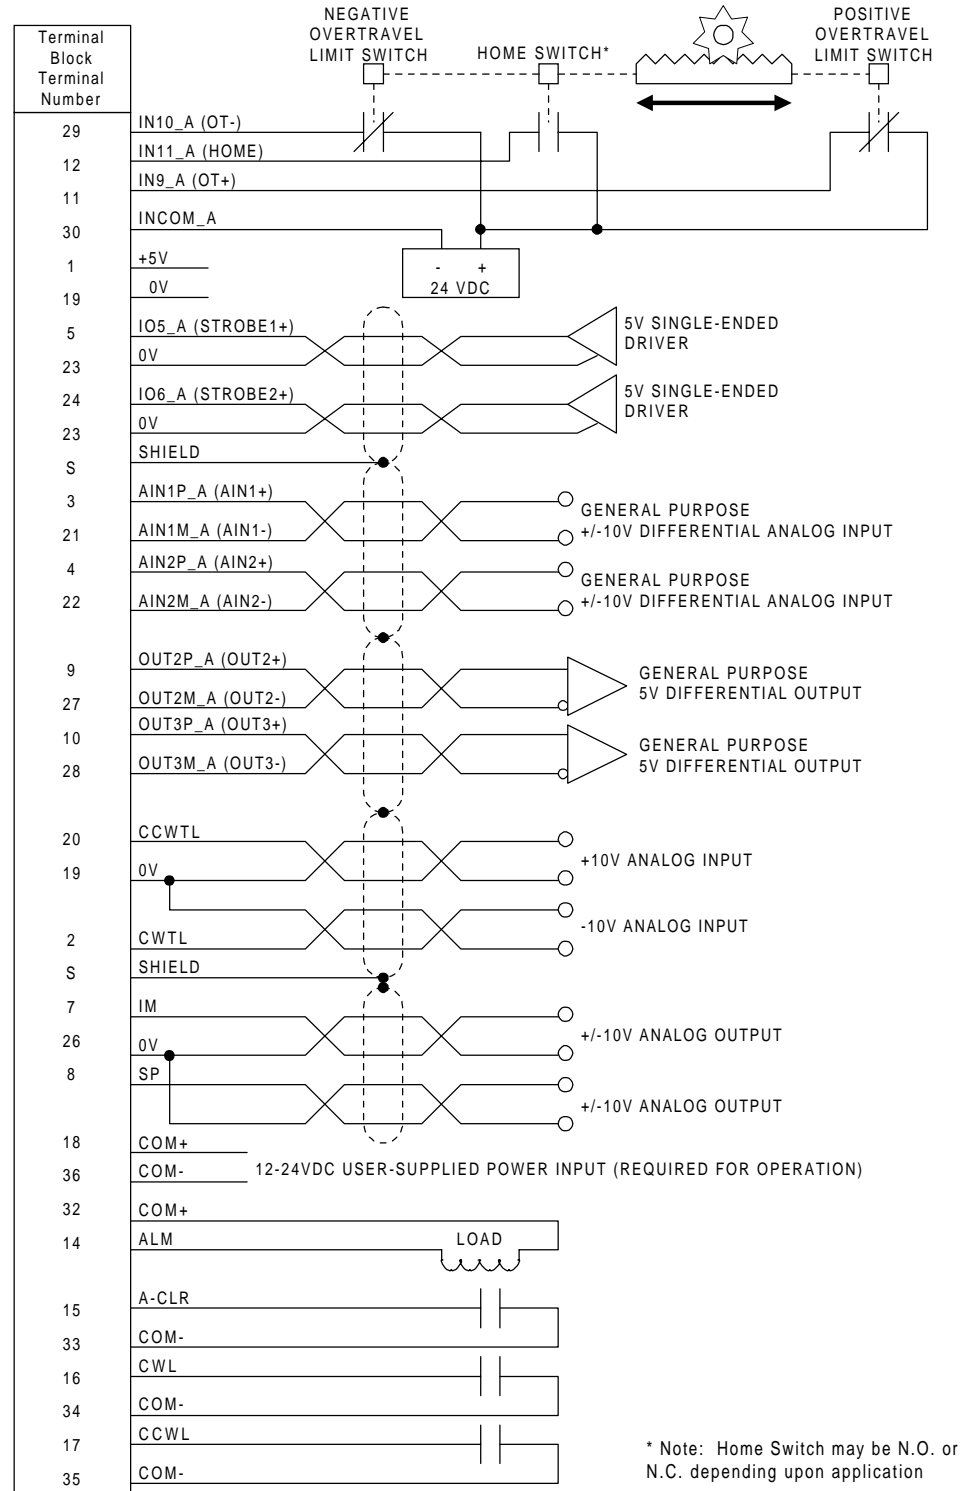 NEGATIVE
OVERTRAVEL
LIMIT SWITCH
HOME SWITCH*
POSITIVE
OVERTRAVEL
LIMIT SWITCH
Terminal
Block
Terminal
Number
29 IN10_A (OT-)
12 IN11_A (HOME)
11 IN9_A (OT+)
30 INCOM_A
1 +5V
- +
24 VDC
19 0V
5 IO5_A (STROBE1+)
23 0V
5V SINGLE-ENDED
DRIVER
24 IO6_A (STROBE2+)
23 0V
5V SINGLE-ENDED
DRIVER
S SHIELD
3 AIN1P_A (AIN1+)
21 AIN1M_A (AIN1-)
GENERAL PURPOSE
+/-10V DIFFERENTIAL ANALOG INPUT
4 AIN2P_A (AIN2+)
22 AIN2M_A (AIN2-)
GENERAL PURPOSE
+/-10V DIFFERENTIAL ANALOG INPUT
9 OUT2P_A (OUT2+)
27 OUT2M_A (OUT2-)
GENERAL PURPOSE
5V DIFFERENTIAL OUTPUT
10 OUT3P_A (OUT3+)
28 OUT3M_A (OUT3-)
GENERAL PURPOSE
5V DIFFERENTIAL OUTPUT
20 CCWTL
19 0V
+10V ANALOG INPUT
-10V ANALOG INPUT
2 CWTL
S SHIELD
7 IM
26 0V
+/-10V ANALOG OUTPUT
8 SP
+/-10V ANALOG OUTPUT
18 COM+
36 COM-
12-24VDC USER-SUPPLIED POWER INPUT (REQUIRED FOR OPERATION)
32 COM+
14 ALM
LOAD
15 A-CLR
33 COM-
16 CWL
34 COM-
17 CCWL
35 COM-
* Note: Home Switch may be N.O. or
N.C. depending upon application